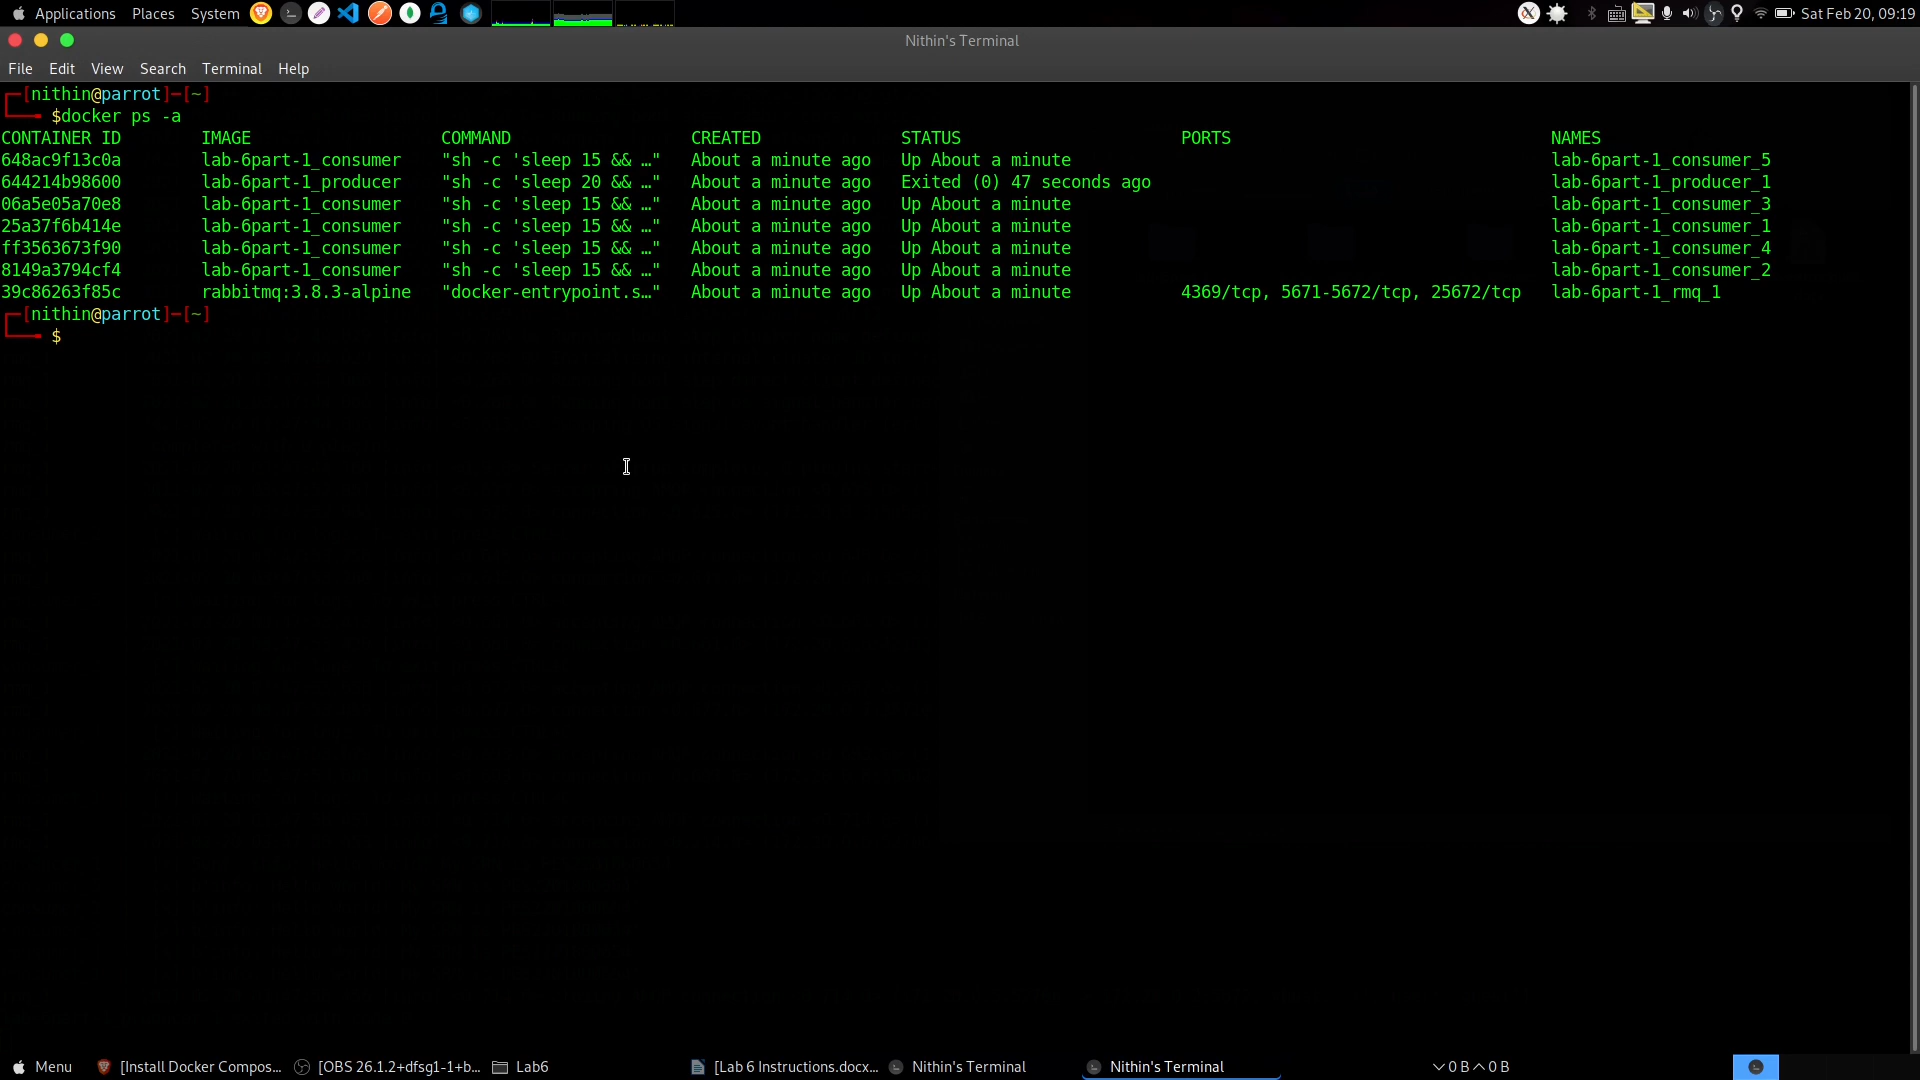 Applications Places System Sat Feb 20, 09:19
Nithin's Terminal
File Edit View Search Terminal Help
┌─[nithin@parrot]─[~]
└──╼ $docker ps -a
CONTAINER ID IMAGE COMMAND CREATED STATUS PORTS NAMES
648ac9f13c0a lab-6part-1_consumer "sh -c 'sleep 15 && …" About a minute ago Up About a minute lab-6part-1_consumer_5
644214b98600 lab-6part-1_producer "sh -c 'sleep 20 && …" About a minute ago Exited (0) 47 seconds ago lab-6part-1_producer_1
06a5e05a70e8 lab-6part-1_consumer "sh -c 'sleep 15 && …" About a minute ago Up About a minute lab-6part-1_consumer_3
25a37f6b414e lab-6part-1_consumer "sh -c 'sleep 15 && …" About a minute ago Up About a minute lab-6part-1_consumer_1
ff3563673f90 lab-6part-1_consumer "sh -c 'sleep 15 && …" About a minute ago Up About a minute lab-6part-1_consumer_4
8149a3794cf4 lab-6part-1_consumer "sh -c 'sleep 15 && …" About a minute ago Up About a minute lab-6part-1_consumer_2
39c86263f85c rabbitmq:3.8.3-alpine "docker-entrypoint.s…" About a minute ago Up About a minute 4369/tcp, 5671-5672/tcp, 25672/tcp lab-6part-1_rmq_1
┌─[nithin@parrot]─[~]
└──╼ $
Menu [Install Docker Compos... [OBS 26.1.2+dfsg1-1+b... Lab6 [Lab 6 Instructions.docx... Nithin's Terminal Nithin's Terminal 0 B 0 B